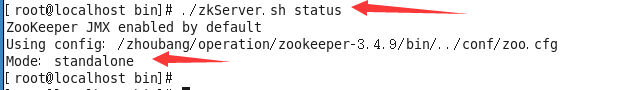 [root@localhost bin]# ./zkServer.sh status
ZooKeeper JMX enabled by default
Using config: /zhoubang/operation/zookeeper-3.4.9/bin/../conf/zoo.cfg
Mode: standalone
[root@localhost bin]#